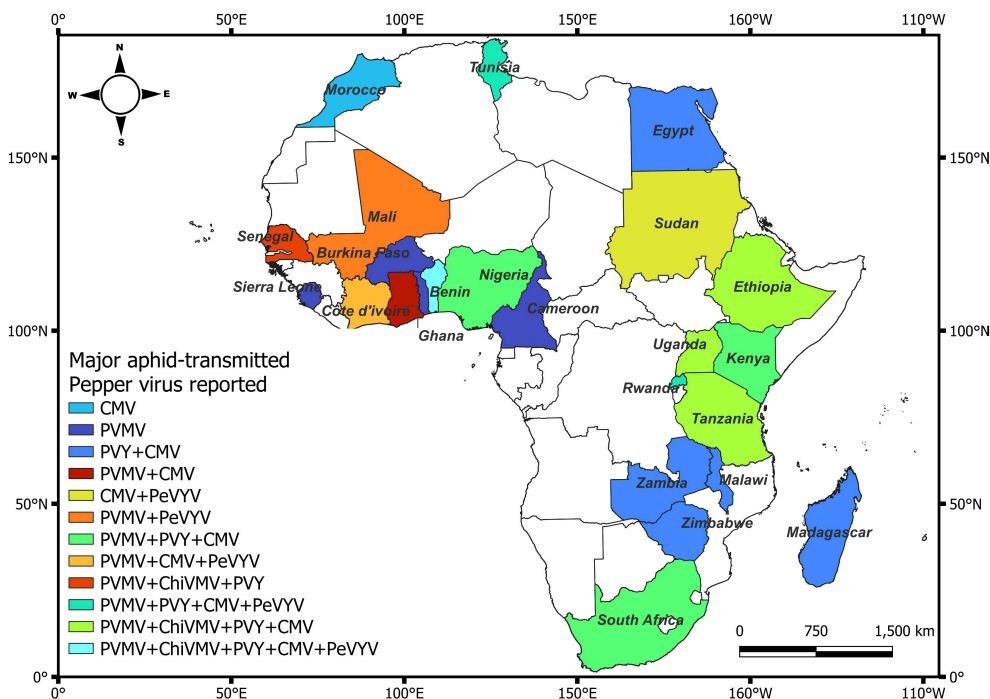 0° 50°E 100°E 150°E 160°W 110°W
N
W E
S
Tunisia
Morocco
Egypt
150°N 150°N
Mali
Sudan
Senegal
Burkina Faso
Nigeria
Sierra Leone
Benin
Ethiopia
Côte d'ivoire
Cameroon
100°N 100°N
Ghana
Uganda
Kenya
Major aphid-transmitted
Pepper virus reported
Rwanda
CMV
Tanzania
PVMV
PVY+CMV
PVMV+CMV
Zambia
Malawi
CMV+PeVYV
50°N 50°N
PVMV+PeVYV
Zimbabwe
Madagascar
PVMV+PVY+CMV
PVMV+CMV+PeVYV
PVMV+ChiVMV+PVY
PVMV+PVY+CMV+PeVYV
South Africa
PVMV+ChiVMV+PVY+CMV
0 750 1,500 km
PVMV+ChiVMV+PVY+CMV+PeVYV
0° 0°
0° 50°E 100°E 150°E 160°W 110°W